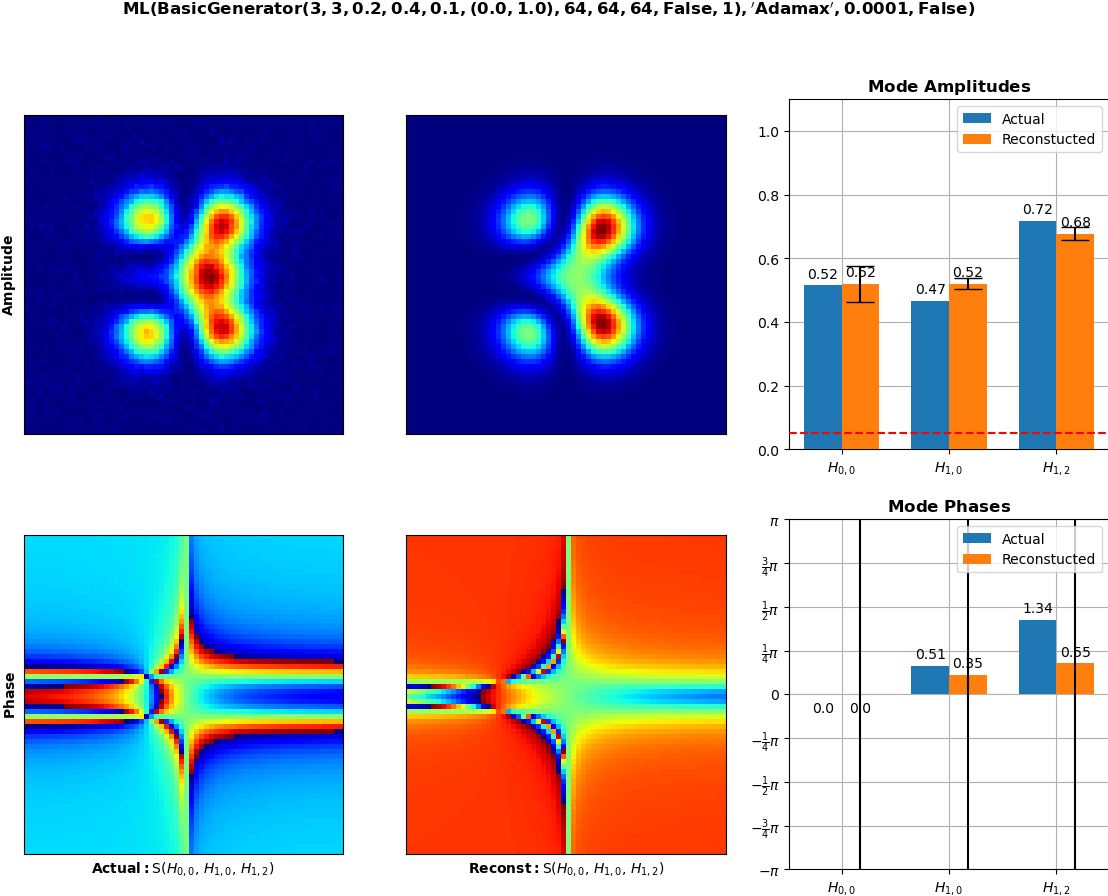 ML(BasicGenerator(3, 3, 0.2, 0.4, 0.1, (0.0, 1.0), 64, 64, 64, False, 1), 'Adamax', 0.0001, False)
Amplitude
Mode Amplitudes
Actual
Reconstucted
1.0
0.8
0.6
0.4
0.2
0.0
0.52
0.52
0.47
0.52
0.72
0.68
H0,0
H1,0
H1,2
Phase
Actual: S(H0,0, H1,0, H1,2)
Reconst: S(H0,0, H1,0, H1,2)
Mode Phases
Actual
Reconstucted
π
3/4π
1/2π
1/4π
0
−1/4π
−1/2π
−3/4π
−π
0.0
0.0
0.51
0.35
1.34
0.55
H0,0
H1,0
H1,2